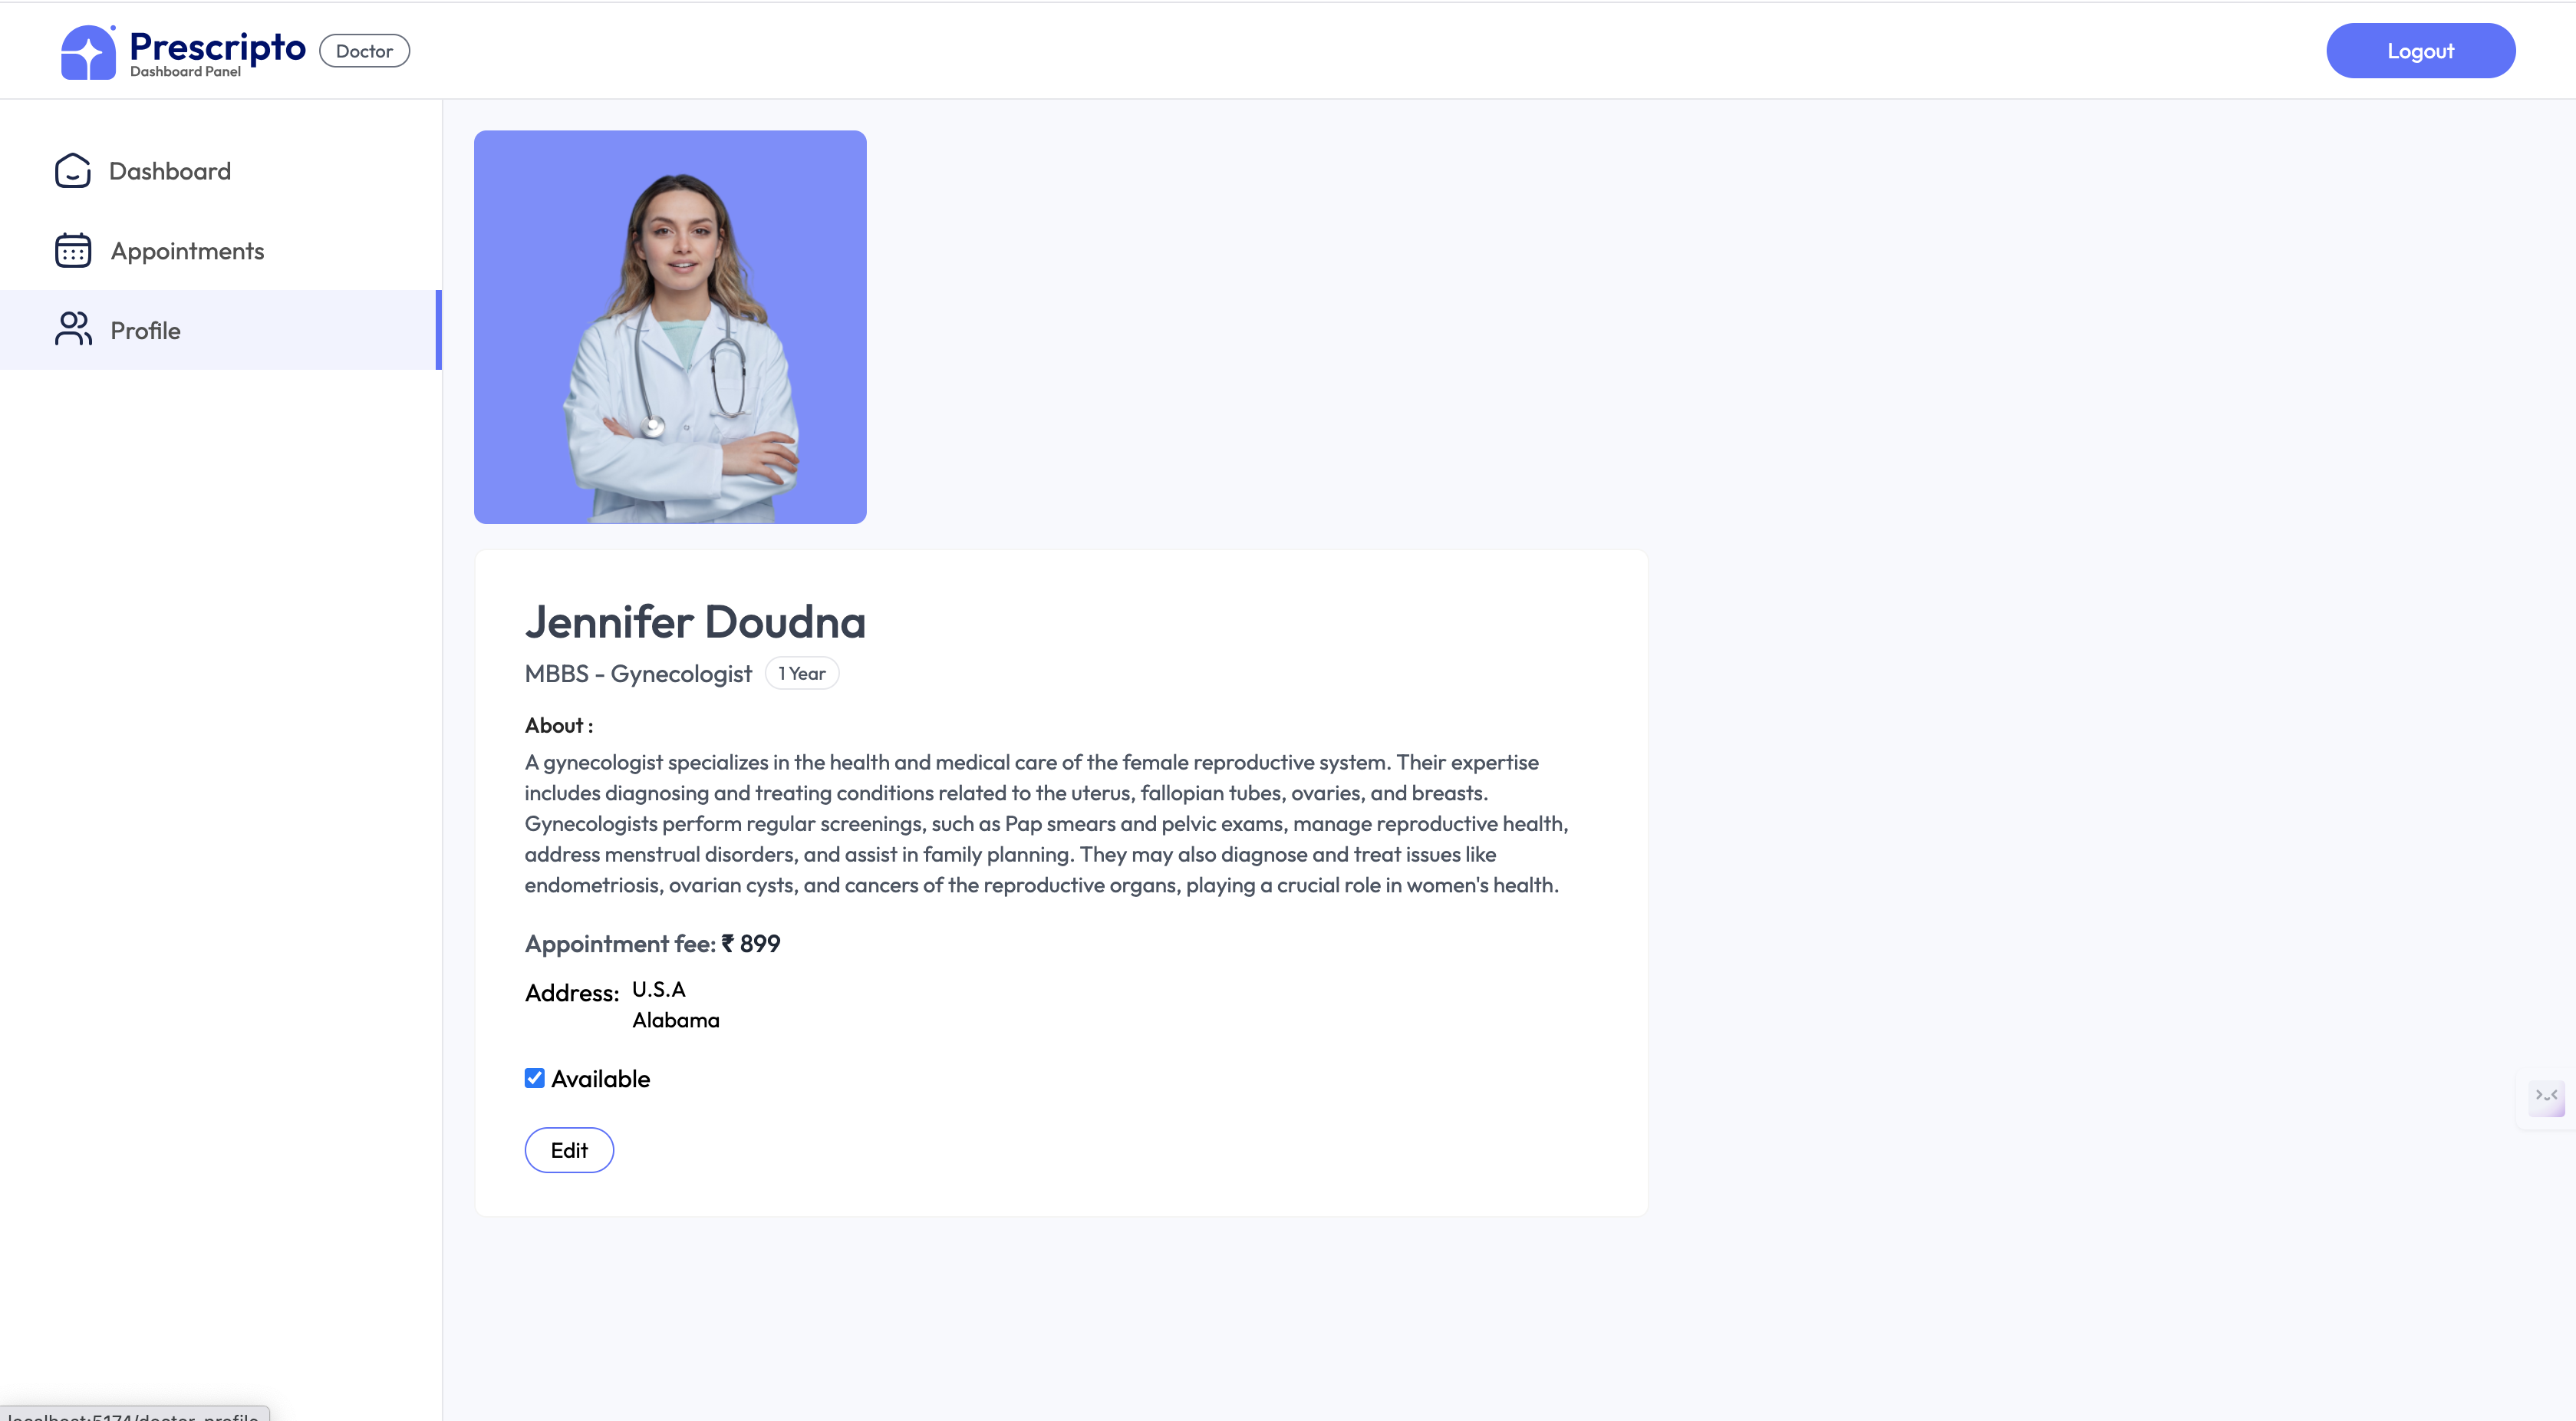 Prescripto
Dashboard Panel
Doctor
Logout
Dashboard
Appointments
Profile
Jennifer Doudna
MBBS - Gynecologist 1 Year
About :
A gynecologist specializes in the health and medical care of the female reproductive system. Their expertise
includes diagnosing and treating conditions related to the uterus, fallopian tubes, ovaries, and breasts.
Gynecologists perform regular screenings, such as Pap smears and pelvic exams, manage reproductive health,
address menstrual disorders, and assist in family planning. They may also diagnose and treat issues like
endometriosis, ovarian cysts, and cancers of the reproductive organs, playing a crucial role in women's health.
Appointment fee: ₹ 899
Address: U.S.A
Alabama
Available
Edit
localhost:5174/doctor-profile